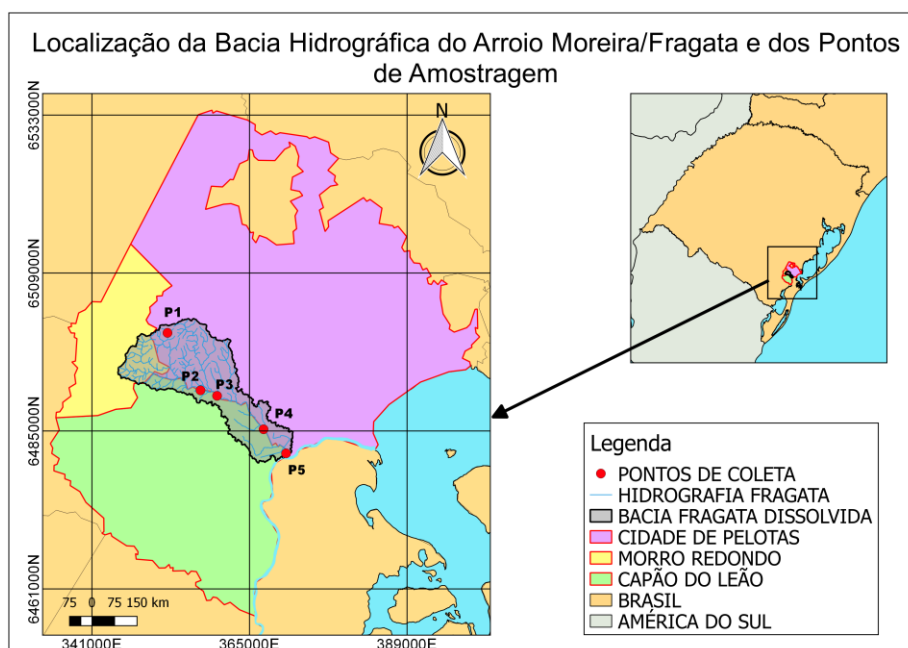 Localização da Bacia Hidrográfica do Arroio Moreira/Fragata e dos Pontos
de Amostragem
N
6533000N
6509000N
6485000N
6461000N
P1
P2
P3
P4
P5
75 0 75 150 km
341000E 365000E 389000E
Legenda
PONTOS DE COLETA
HIDROGRAFIA FRAGATA
BACIA FRAGATA DISSOLVIDA
CIDADE DE PELOTAS
MORRO REDONDO
CAPÃO DO LEÃO
BRASIL
AMÉRICA DO SUL